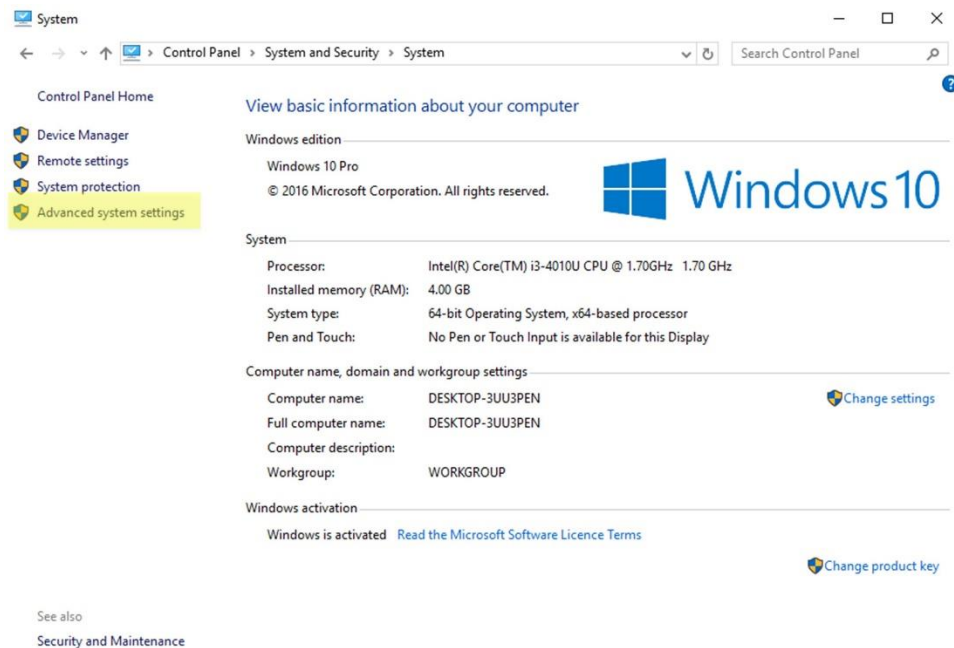 System
Control Panel > System and Security > System
Search Control Panel
?
Control Panel Home
Device Manager
Remote settings
System protection
Advanced system settings
View basic information about your computer
Windows edition
Windows 10 Pro
© 2016 Microsoft Corporation. All rights reserved.
Windows 10
System
Processor: Intel(R) Core(TM) i3-4010U CPU @ 1.70GHz 1.70 GHz
Installed memory (RAM): 4.00 GB
System type: 64-bit Operating System, x64-based processor
Pen and Touch: No Pen or Touch Input is available for this Display
Computer name, domain and workgroup settings
Computer name: DESKTOP-3UU3PEN
Change settings
Full computer name: DESKTOP-3UU3PEN
Computer description:
Workgroup: WORKGROUP
Windows activation
Windows is activated Read the Microsoft Software Licence Terms
Change product key
See also
Security and Maintenance